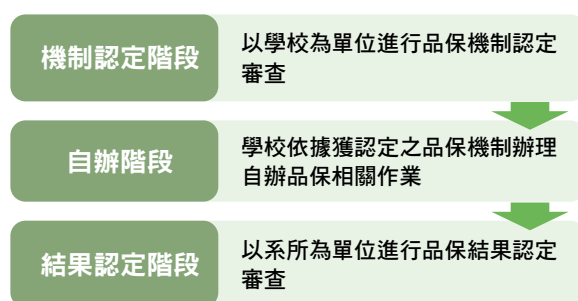 機制認定階段
以學校為單位進行品保機制認定
審查
自辦階段
學校依據獲認定之品保機制辦理
自辦品保相關作業
結果認定階段
以系所為單位進行品保結果認定
審查